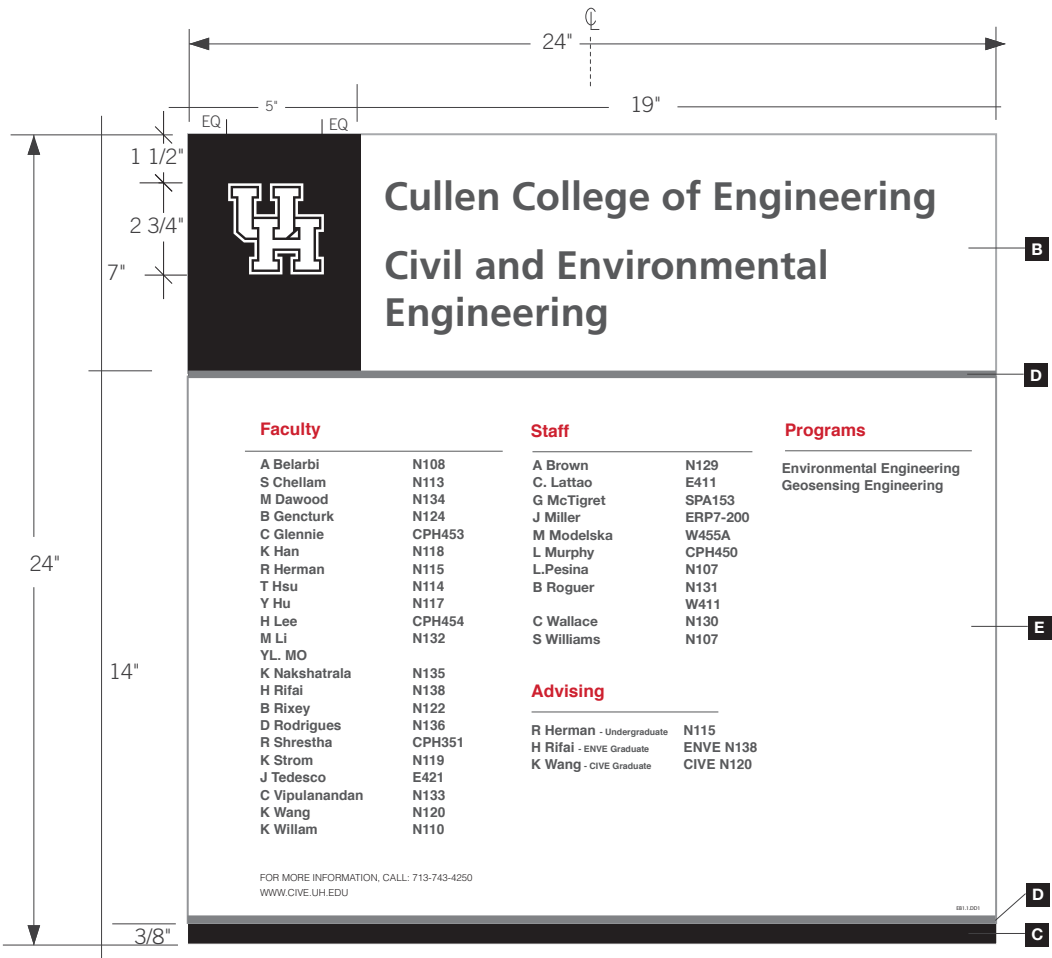 ℄
24"
5"
19"
EQ EQ
1 1/2"
2 3/4"
7"
UH
Cullen College of Engineering
Civil and Environmental
Engineering
B
D
Faculty
A Belarbi N108
S Chellam N113
M Dawood N134
B Gencturk N124
C Glennie CPH453
K Han N118
R Herman N115
T Hsu N114
Y Hu N117
H Lee CPH454
M Li N132
YL. MO
K Nakshatrala N135
H Rifai N138
B Rixey N122
D Rodrigues N136
R Shrestha CPH351
K Strom N119
J Tedesco E421
C Vipulanandan N133
K Wang N120
K Willam N110
Staff
A Brown N129
C. Lattao E411
G McTigret SPA153
J Miller ERP7-200
M Modelska W455A
L Murphy CPH450
L.Pesina N107
B Roguer N131
W411
C Wallace N130
S Williams N107
Advising
R Herman - Undergraduate N115
H Rifai - ENVE Graduate ENVE N138
K Wang - CIVE Graduate CIVE N120
Programs
Environmental Engineering
Geosensing Engineering
24"
14"
E
FOR MORE INFORMATION, CALL: 713-743-4250
WWW.CIVE.UH.EDU
D
3/8"
C